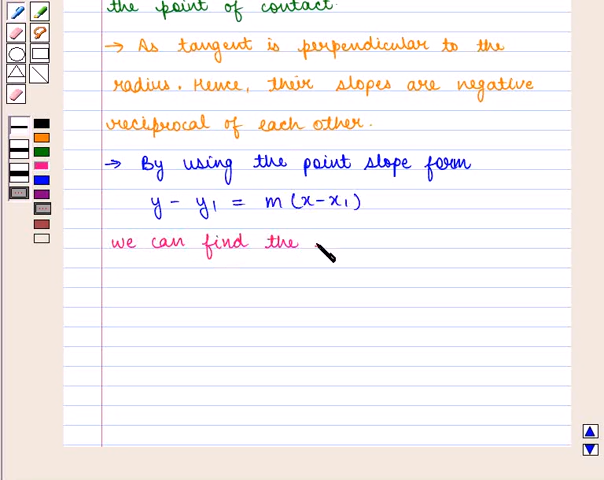 the point of contact.
→ As tangent is perpendicular to the
radius. Hence, their slopes are negative
reciprocal of each other.
→ By using the point slope form
y - y₁ = m (x - x₁)
we can find the